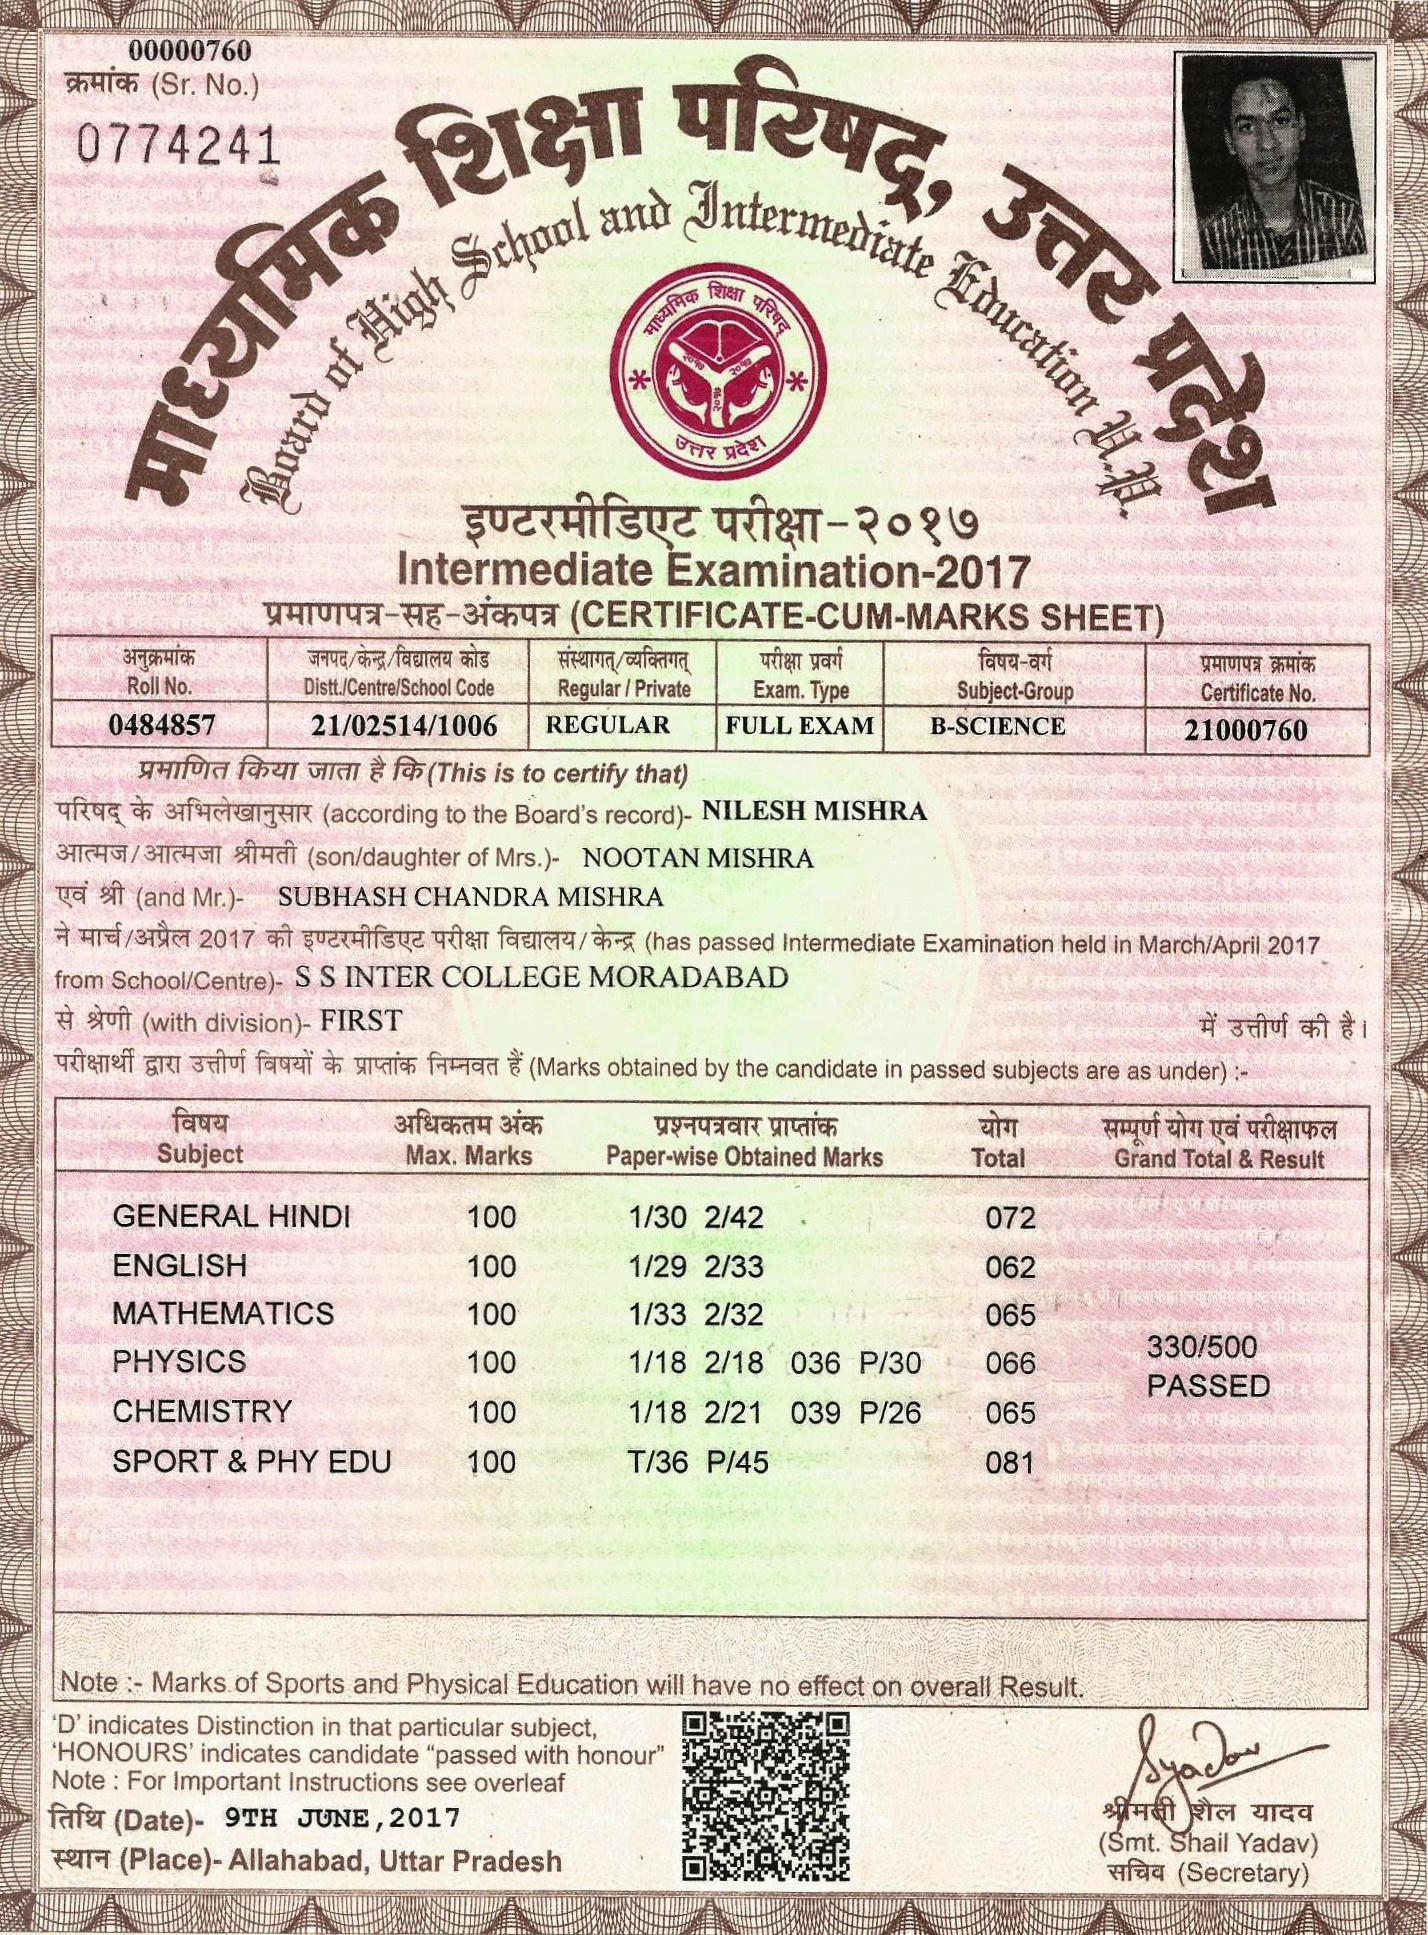 00000760
क्रमांक (Sr. No.)
0774241
माध्यमिक शिक्षा परिषद्, उत्तर प्रदेश
Board of High School and Intermediate Education U.P.
माध्यमिक शिक्षा परिषद्
२०१७ २०१७
२०१७
उत्तर प्रदेश
इण्टरमीडिएट परीक्षा-२०१७
Intermediate Examination-2017
प्रमाणपत्र-सह-अंकपत्र (CERTIFICATE-CUM-MARKS SHEET)
अनुक्रमांक जनपद/केन्द्र/विद्यालय कोड संस्थागत्/व्यक्तिगत् परीक्षा प्रवर्ग विषय-वर्ग प्रमाणपत्र क्रमांक
Roll No. Distt./Centre/School Code Regular / Private Exam. Type Subject-Group Certificate No.
0484857 21/02514/1006 REGULAR FULL EXAM B-SCIENCE 21000760
प्रमाणित किया जाता है कि (This is to certify that)
परिषद् के अभिलेखानुसार (according to the Board's record)- NILESH MISHRA
आत्मज/आत्मजा श्रीमती (son/daughter of Mrs.)- NOOTAN MISHRA
एवं श्री (and Mr.)- SUBHASH CHANDRA MISHRA
ने मार्च/अप्रैल 2017 की इण्टरमीडिएट परीक्षा विद्यालय/केन्द्र (has passed Intermediate Examination held in March/April 2017
from School/Centre)- S S INTER COLLEGE MORADABAD
से श्रेणी (with division)- FIRST में उत्तीर्ण की है।
परीक्षार्थी द्वारा उत्तीर्ण विषयों के प्राप्तांक निम्नवत हैं (Marks obtained by the candidate in passed subjects are as under) :-
विषय अधिकतम अंक प्रश्नपत्रवार प्राप्तांक योग सम्पूर्ण योग एवं परीक्षाफल
Subject Max. Marks Paper-wise Obtained Marks Total Grand Total & Result
GENERAL HINDI 100 1/30 2/42 072
ENGLISH 100 1/29 2/33 062
MATHEMATICS 100 1/33 2/32 065
330/500
PHYSICS 100 1/18 2/18 036 P/30 066
PASSED
CHEMISTRY 100 1/18 2/21 039 P/26 065
SPORT & PHY EDU 100 T/36 P/45 081
Note :- Marks of Sports and Physical Education will have no effect on overall Result.
'D' indicates Distinction in that particular subject,
'HONOURS' indicates candidate "passed with honour"
Note : For Important Instructions see overleaf
तिथि (Date)- 9TH JUNE,2017
स्थान (Place)- Allahabad, Uttar Pradesh
Syadav
श्रीमती शैल यादव
(Smt. Shail Yadav)
सचिव (Secretary)